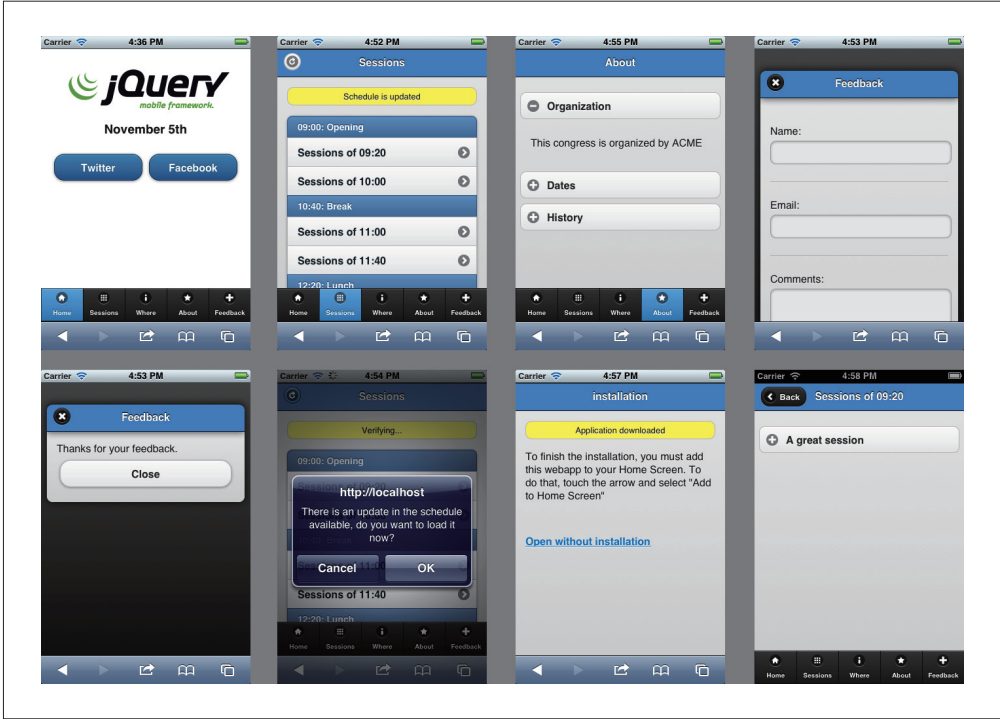 Carrier 4:36 PM
jQuery
mobile framework.
November 5th
Twitter Facebook
Home Sessions Where About Feedback
Carrier 4:52 PM
Sessions
Schedule is updated
09:00: Opening
Sessions of 09:20
Sessions of 10:00
10:40: Break
Sessions of 11:00
Sessions of 11:40
12:20: Lunch
Home Sessions Where About Feedback
Carrier 4:55 PM
About
Organization
This congress is organized by ACME
Dates
History
Home Sessions Where About Feedback
Carrier 4:53 PM
Feedback
Name:
Email:
Comments:
Carrier 4:53 PM
Feedback
Thanks for your feedback.
Close
Carrier 4:54 PM
Sessions
Verifying...
09:00: Opening
http://localhost
There is an update in the schedule
available, do you want to load it
now?
Cancel OK
Sessions of 11:40
12:20: Lunch
Home Sessions Where About Feedback
Carrier 4:57 PM
installation
Application downloaded
To finish the installation, you must add
this webapp to your Home Screen. To
do that, touch the arrow and select "Add
to Home Screen"
Open without installation
Carrier 4:58 PM
Back Sessions of 09:20
A great session
Home Sessions Where About Feedback